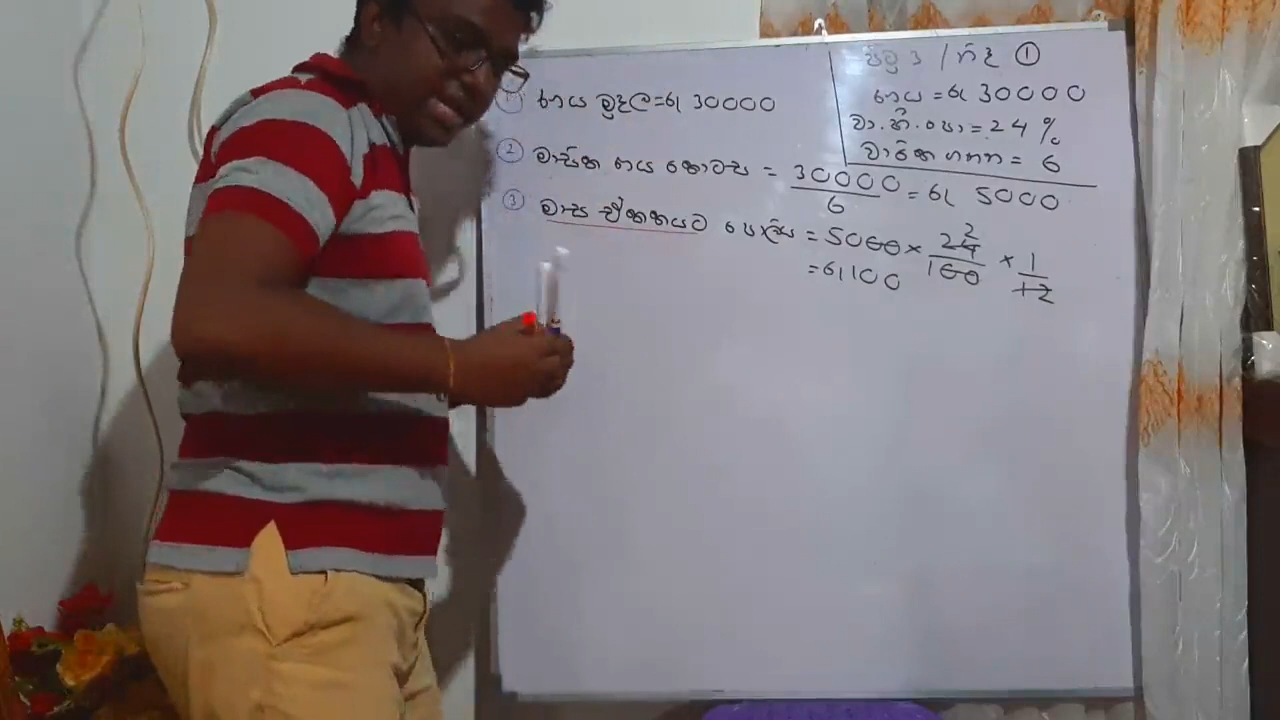 ① ණය මුදල = රු 30000
② මාසික ණය කොටස = 30000 / 6 = රු 5000
③ මාස ඒකකයට පොලිය = 5000 × 24 / 100 × 1 / 12
2
= රු 100
නිද ①
ණය = රු 30000
වා.පො = 24 %
වාරික ගණන = 6